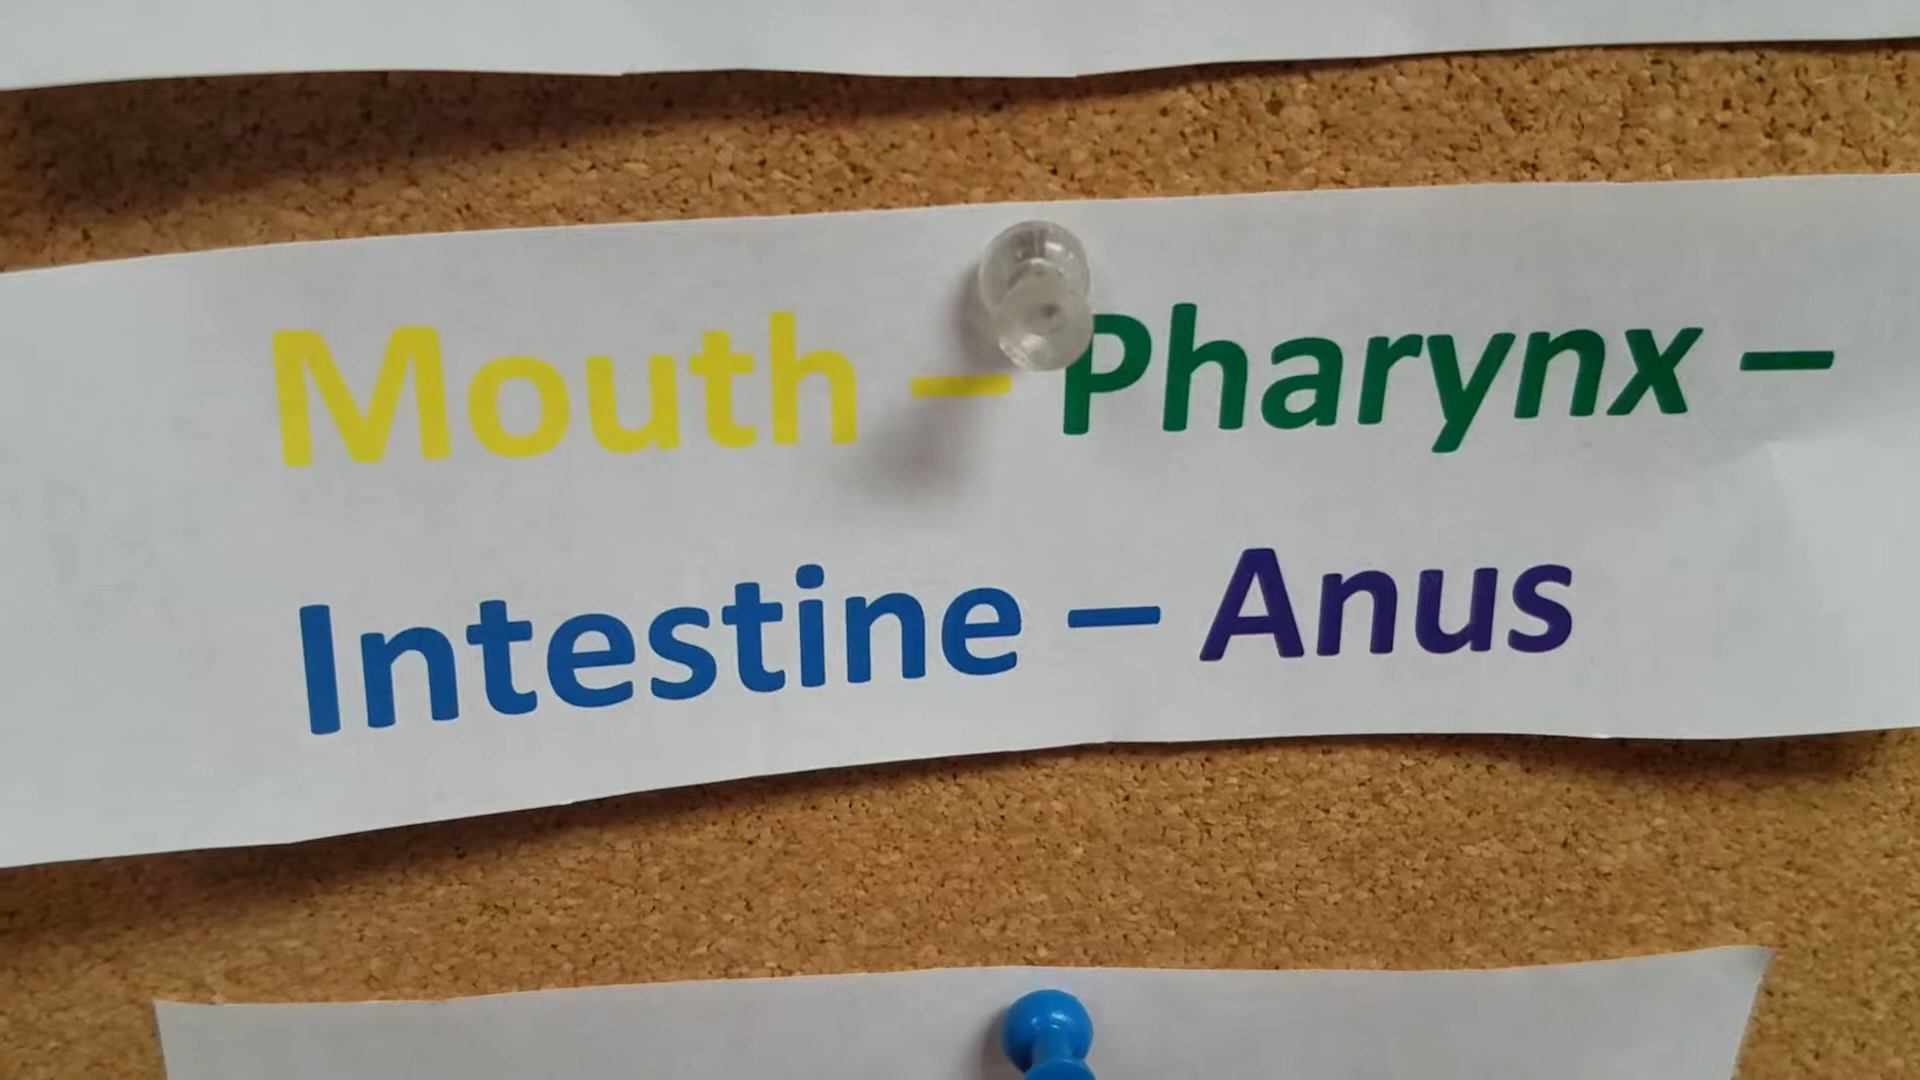 Mouth – Pharynx –
Intestine – Anus